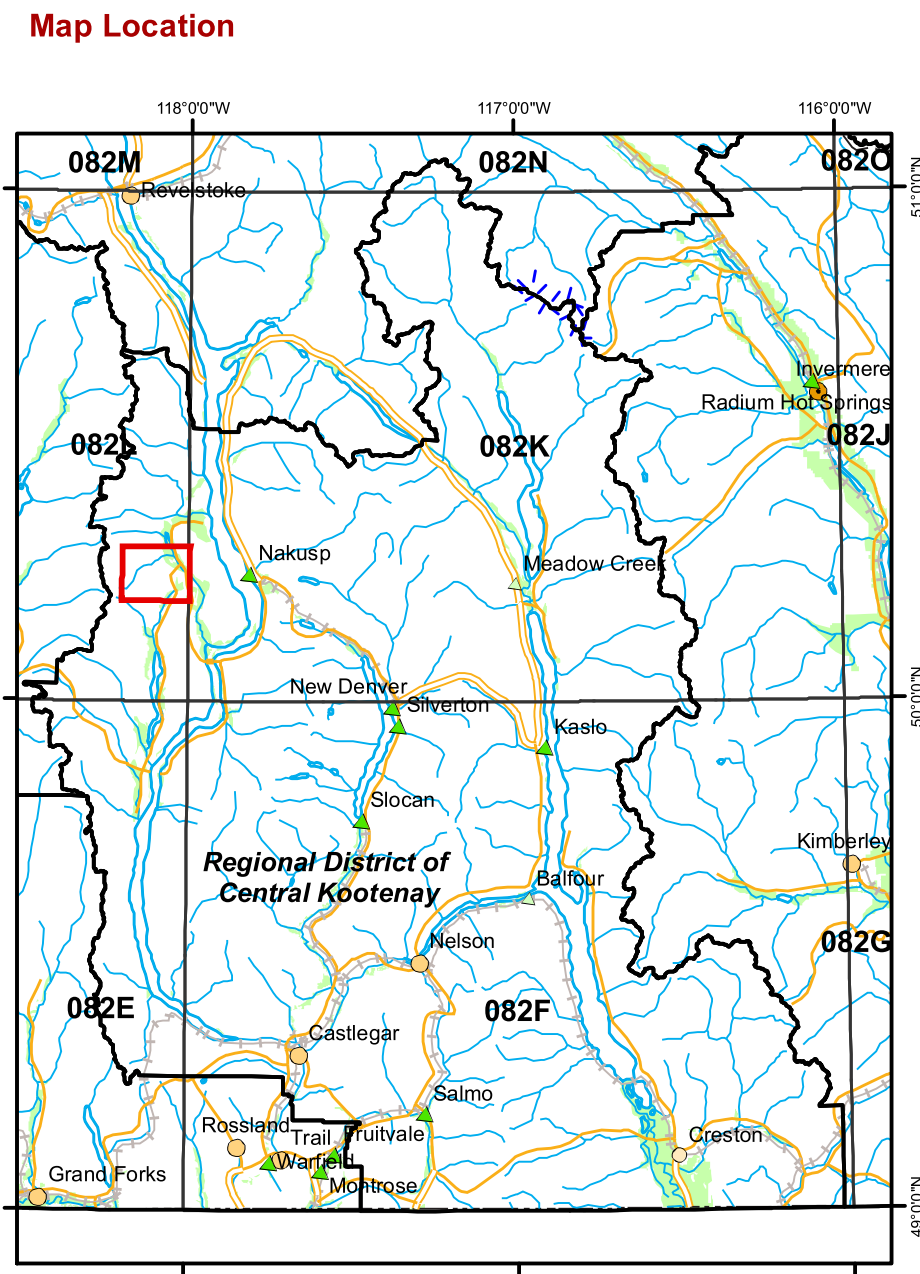 Map Location
118°0'0"W
117°0'0"W
116°0'0"W
082M
082N
082O
Revelstoke
51°0'0"N
Invermere
Radium Hot Springs
082L
082K
082J
Nakusp
Meadow Creek
New Denver
Silverton
50°0'0"N
Kaslo
Slocan
Kimberley
Regional District of
Central Kootenay
Balfour
Nelson
082G
082E
082F
Castlegar
Salmo
Rossland
Trail
Fruitvale
Creston
Warfield
Grand Forks
Montrose
49°0'0"N